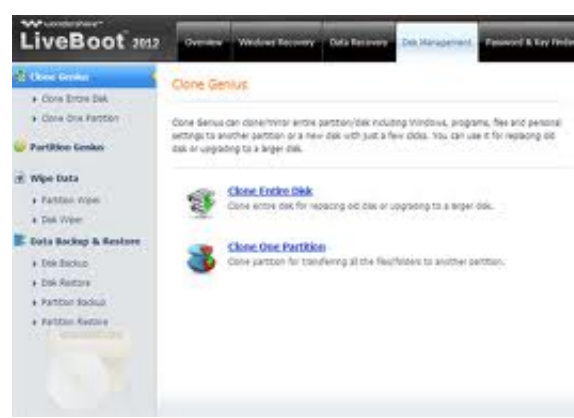 Wondershare
LiveBoot 2012
Overview Windows Recovery Data Recovery Disk Management Password & Key Finder
Clone Genius
Clone Entire Disk
Clone One Partition
Partition Genius
Wipe Data
Partition Wiper
Disk Wiper
Data Backup & Restore
Disk Backup
Disk Restore
Partition Backup
Partition Restore
Clone Genius
Clone Genius can clone/mirror entire partition/disk including Windows, programs, files and personal
settings to another partition or a new disk with just a few clicks. You can use it for replacing old
disk or upgrading to a larger disk.
Clone Entire Disk
Clone entire disk for replacing old disk or upgrading to a larger disk.
Clone One Partition
Clone partition for transferring all the files/folders to another partition.